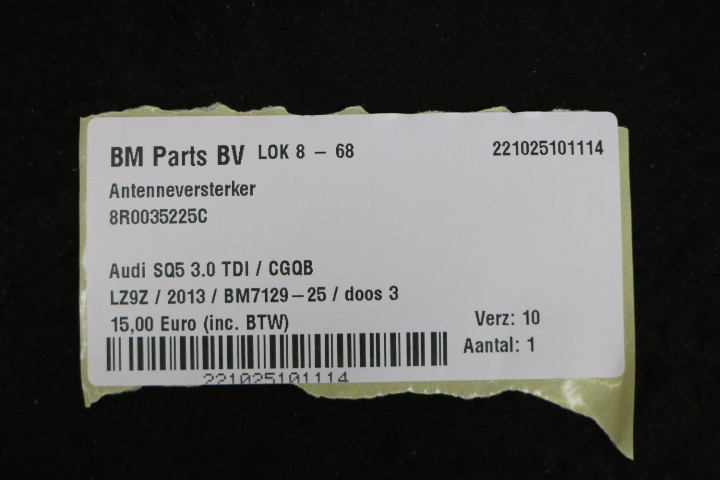 BM Parts BV LOK 8 – 68 221025101114
Antenneversterker
8R0035225C
Audi SQ5 3.0 TDI / CGQB
LZ9Z / 2013 / BM7129-25 / doos 3
15,00 Euro (inc. BTW) Verz: 10
Aantal: 1
221025101114